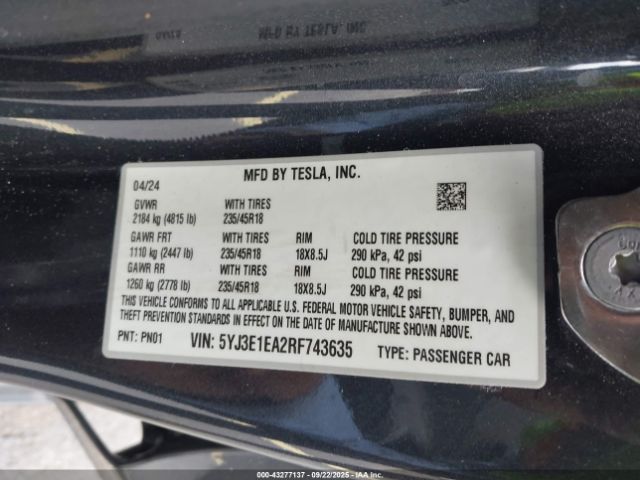 MFD BY TESLA, INC.
04/24
GVWR WITH TIRES
2184 kg (4815 lb) 235/45R18
GAWR FRT WITH TIRES RIM COLD TIRE PRESSURE
1110 kg (2447 lb) 235/45R18 18X8.5J 290 kPa, 42 psi
GAWR RR WITH TIRES RIM COLD TIRE PRESSURE
1260 kg (2778 lb) 235/45R18 18X8.5J 290 kPa, 42 psi
THIS VEHICLE CONFORMS TO ALL APPLICABLE U.S. FEDERAL MOTOR VEHICLE SAFETY, BUMPER, AND
THEFT PREVENTION STANDARDS IN EFFECT ON THE DATE OF MANUFACTURE SHOWN ABOVE.
PNT: PN01 VIN: 5YJ3E1EA2RF743635 TYPE: PASSENGER CAR
000-43277137 - 09/22/2025 - IAAI.COM